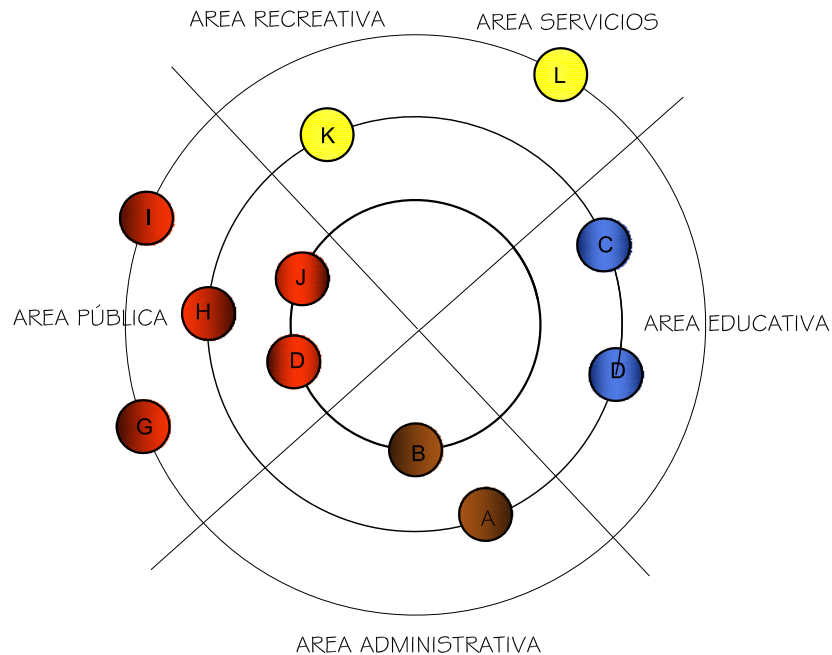 AREA RECREATIVA
AREA SERVICIOS
L
K
I
C
J
H
AREA PÚBLICA
AREA EDUCATIVA
D
D
G
B
A
AREA ADMINISTRATIVA